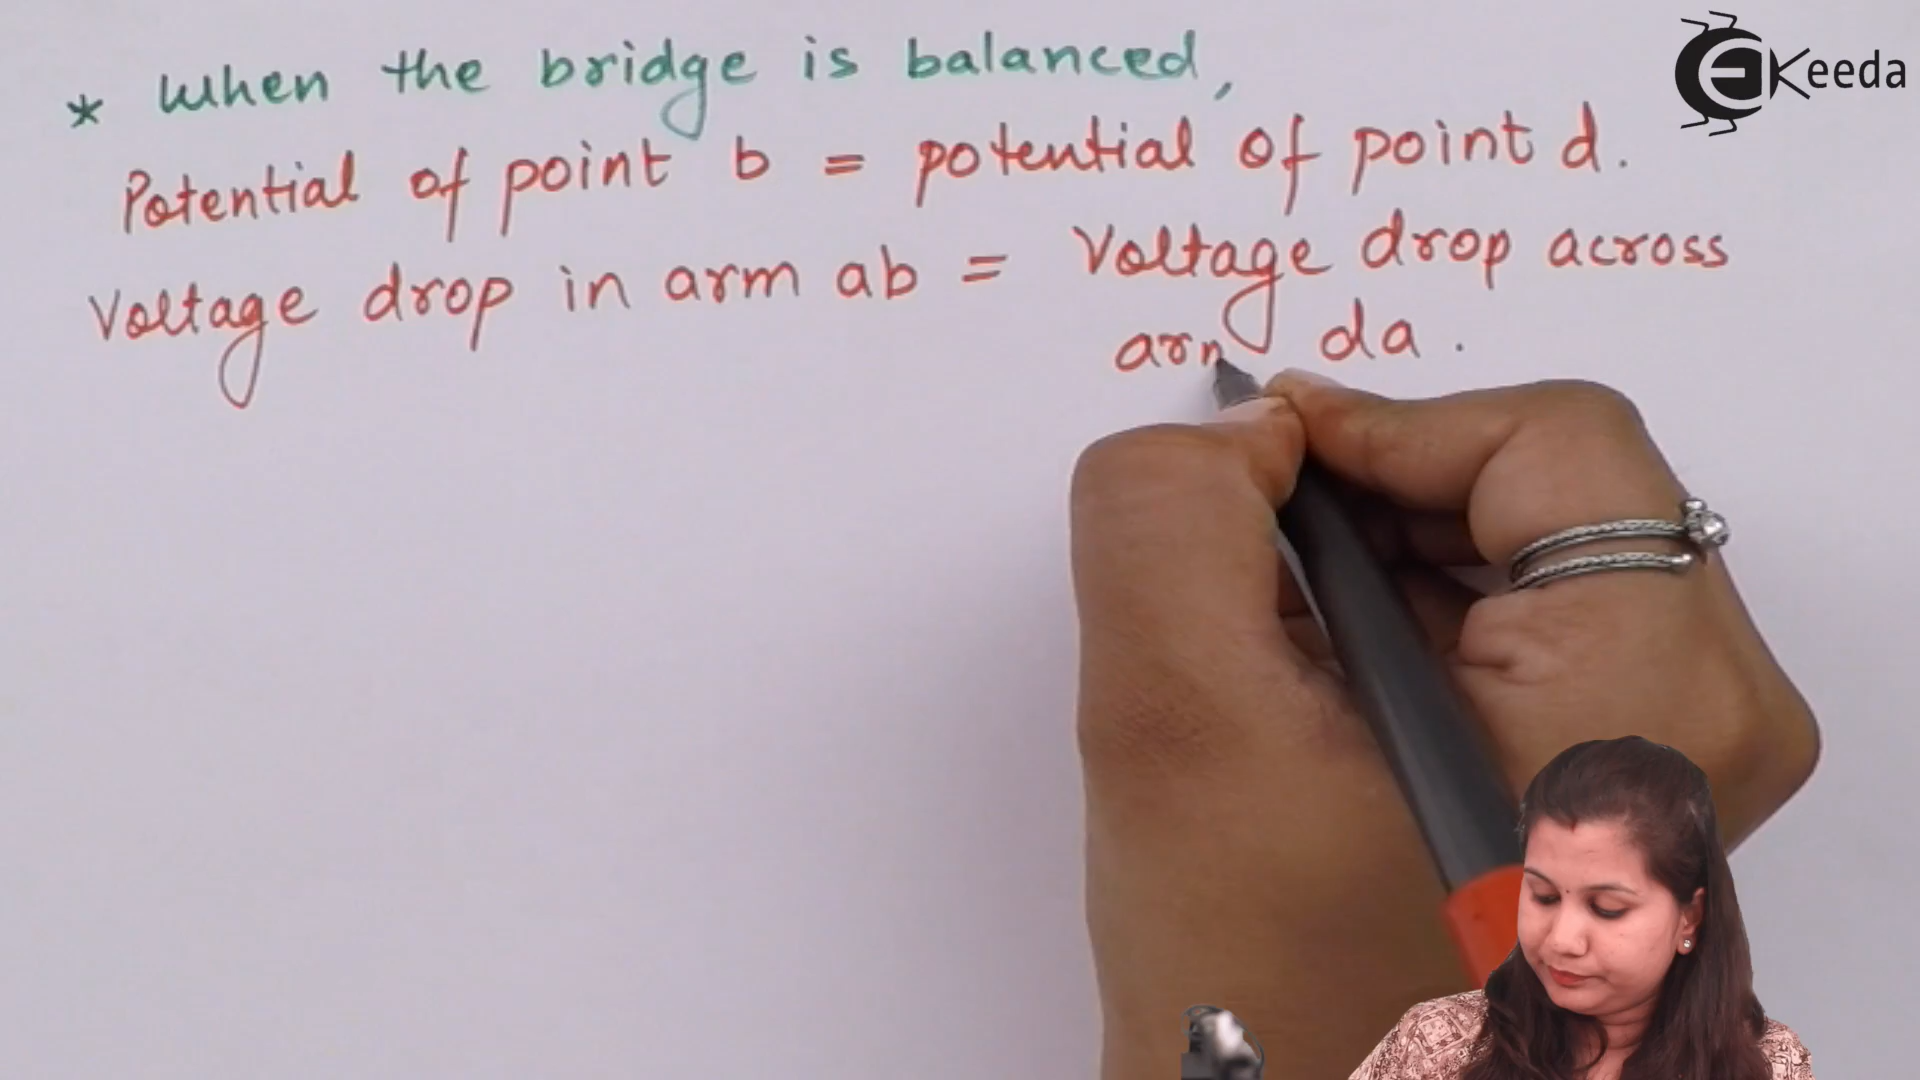 * When the bridge is balanced,
Potential of point b = potential of point d.
Voltage drop in arm ab = Voltage drop across
arm da.
EKeeda